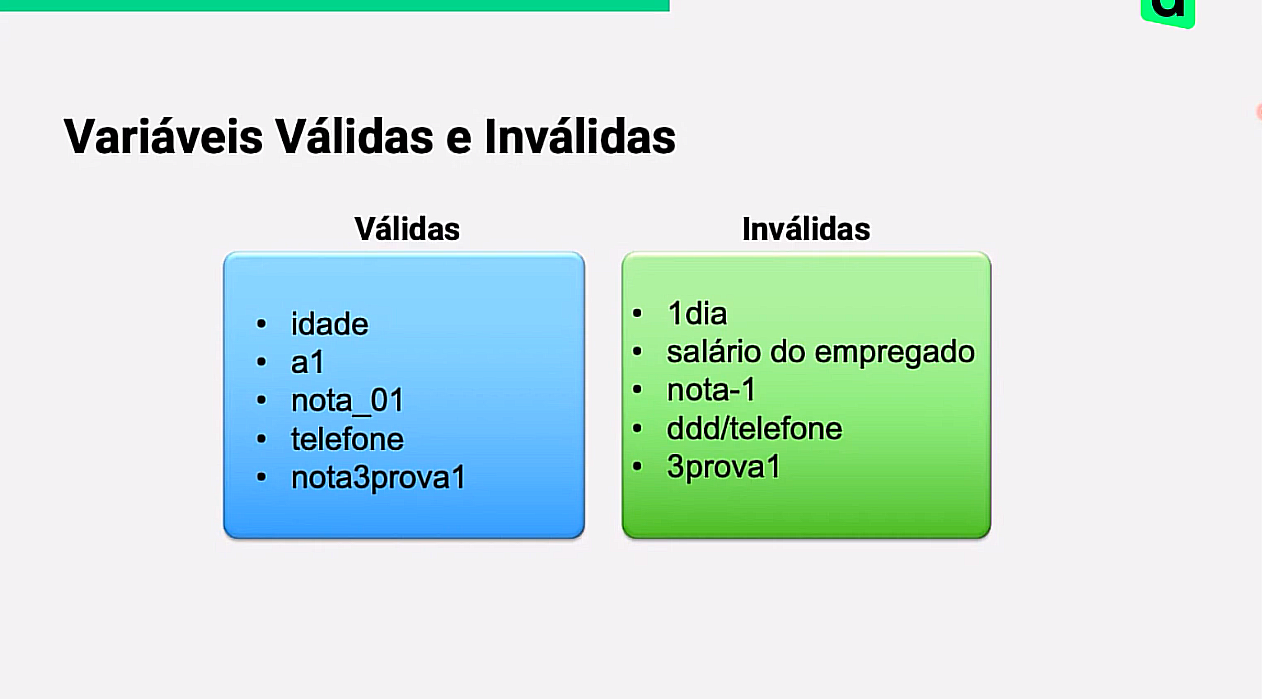 Variáveis Válidas e Inválidas
Válidas
• idade
• a1
• nota_01
• telefone
• nota3prova1
Inválidas
• 1dia
• salário do empregado
• nota-1
• ddd/telefone
• 3prova1